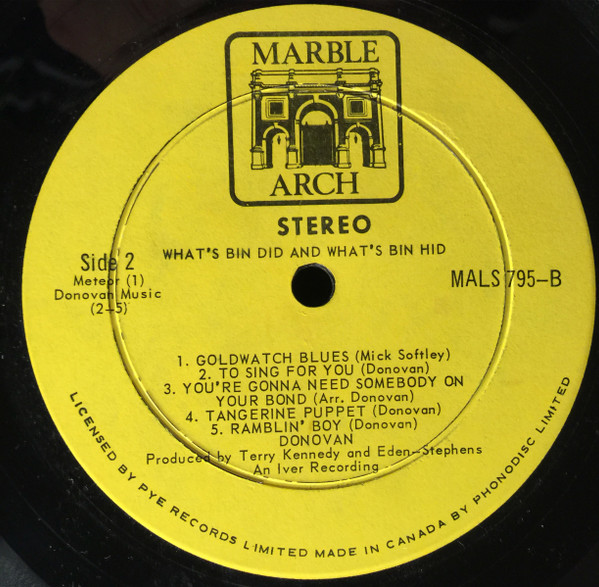 MARBLE
ARCH
STEREO
WHAT'S BIN DID AND WHAT'S BIN HID
Side 2
Meteor (1)
Donovan Music
(2-5)
MALS 795-B
1. GOLDWATCH BLUES (Mick Softley)
2. TO SING FOR YOU (Donovan)
3. YOU'RE GONNA NEED SOMEBODY ON
YOUR BOND (Arr. Donovan)
4. TANGERINE PUPPET (Donovan)
5. RAMBLIN' BOY (Donovan)
DONOVAN
Produced by Terry Kennedy and Eden-Stephens
An Iver Recording
LICENSED BY PYE RECORDS LIMITED MADE IN CANADA BY PHONODISC LIMITED